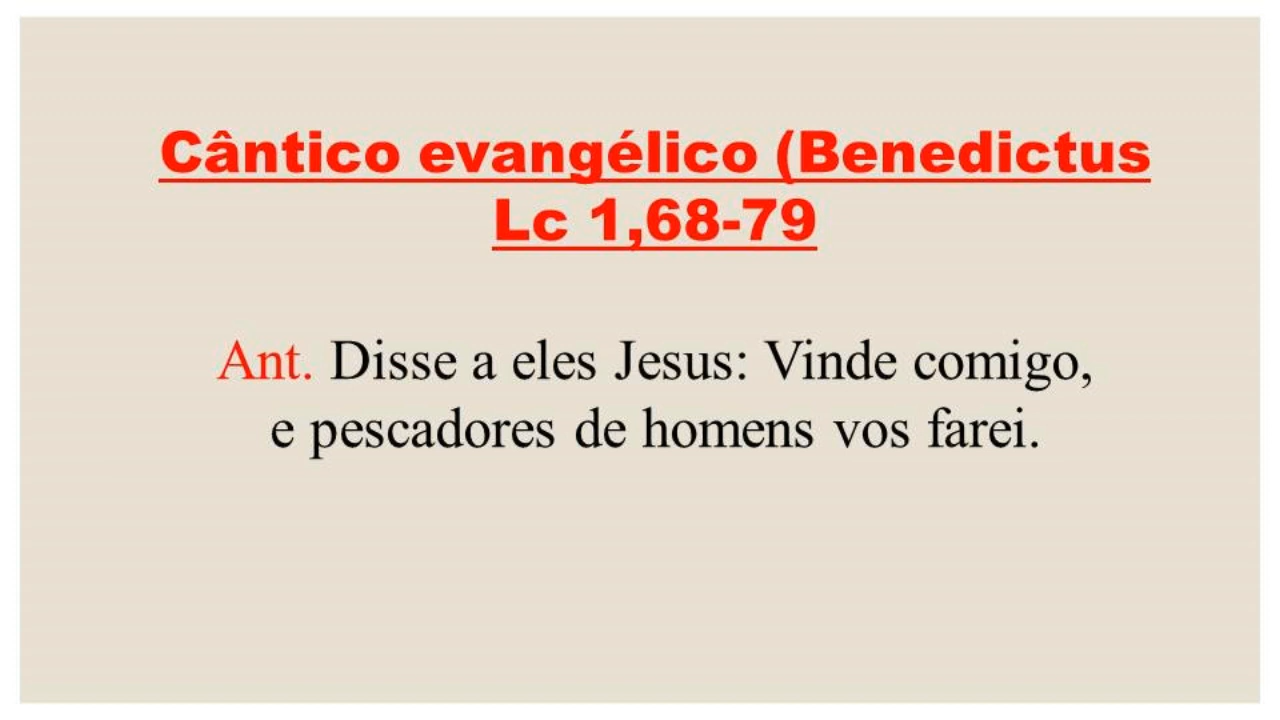 Cântico evangélico (Benedictus
Lc 1,68-79
Ant. Disse a eles Jesus: Vinde comigo,
e pescadores de homens vos farei.